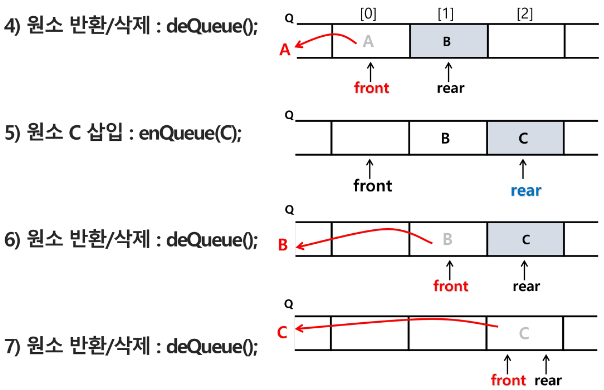 Q [0] [1] [2]
4) 원소 반환/삭제 : deQueue();
A A B
front rear
Q
5) 원소 C 삽입 : enQueue(C);
B C
front rear
Q
6) 원소 반환/삭제 : deQueue();
B B C
front rear
Q
7) 원소 반환/삭제 : deQueue();
C C
front rear